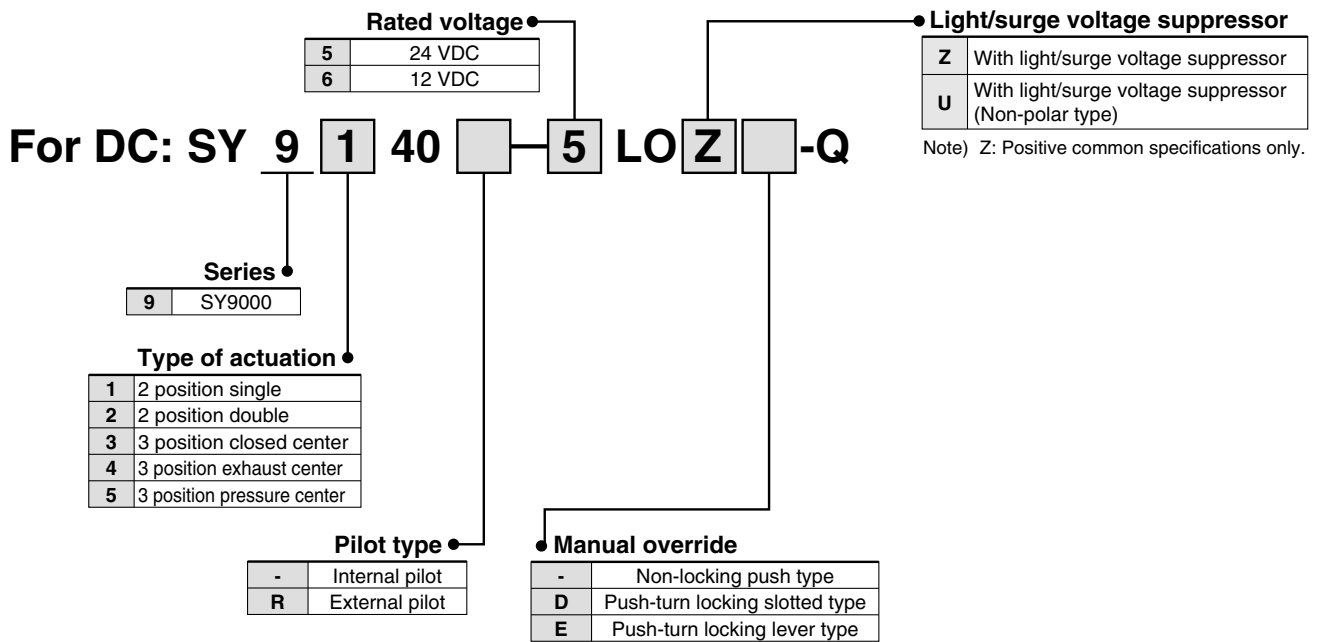 Rated voltage
5 24 VDC
6 12 VDC
Light/surge voltage suppressor
Z With light/surge voltage suppressor
U With light/surge voltage suppressor
(Non-polar type)
Note) Z: Positive common specifications only.
For DC: SY 9 1 40 - 5 LO Z -Q
Series
9 SY9000
Type of actuation
1 2 position single
2 2 position double
3 3 position closed center
4 3 position exhaust center
5 3 position pressure center
Pilot type
- Internal pilot
R External pilot
Manual override
- Non-locking push type
D Push-turn locking slotted type
E Push-turn locking lever type